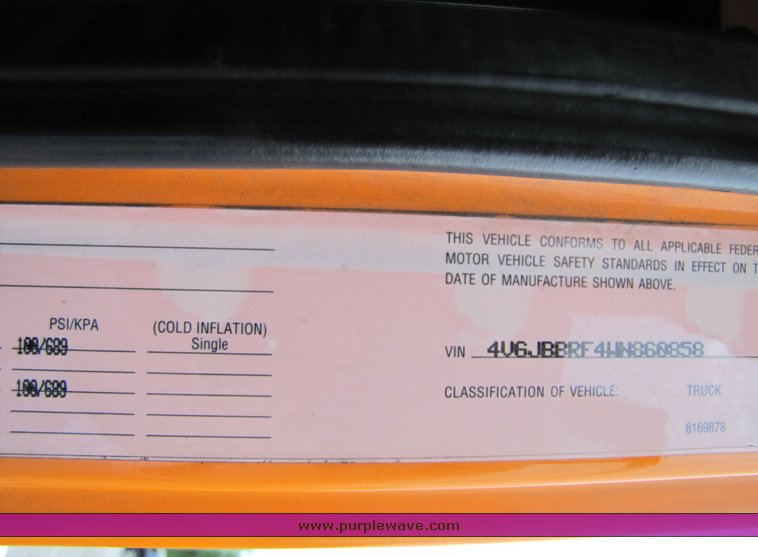 THIS VEHICLE CONFORMS TO ALL APPLICABLE FEDER
MOTOR VEHICLE SAFETY STANDARDS IN EFFECT ON T
DATE OF MANUFACTURE SHOWN ABOVE.
PSI/KPA (COLD INFLATION)
Single
100/689
VIN 4V6JBBRF4WN860858
100/689
CLASSIFICATION OF VEHICLE: TRUCK
8169878
www.purplewave.com